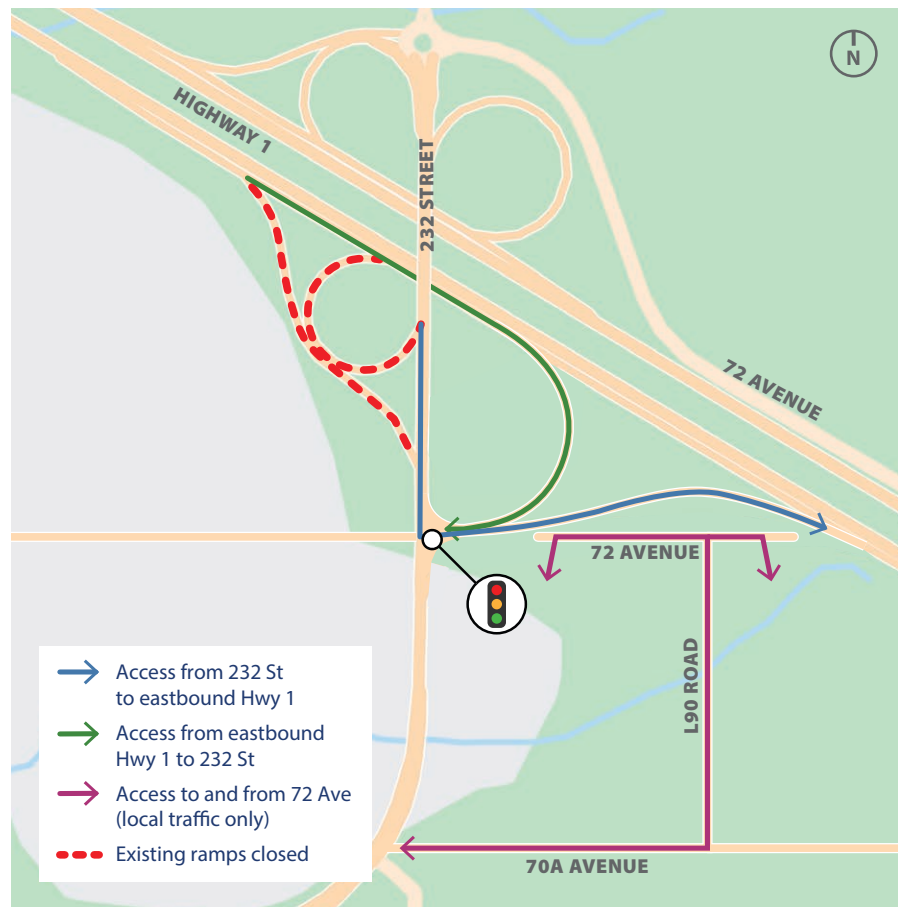 N
HIGHWAY 1
232 STREET
72 AVENUE
72 AVENUE
L90 ROAD
Access from 232 St
to eastbound Hwy 1
Access from eastbound
Hwy 1 to 232 St
Access to and from 72 Ave
(local traffic only)
Existing ramps closed
70A AVENUE